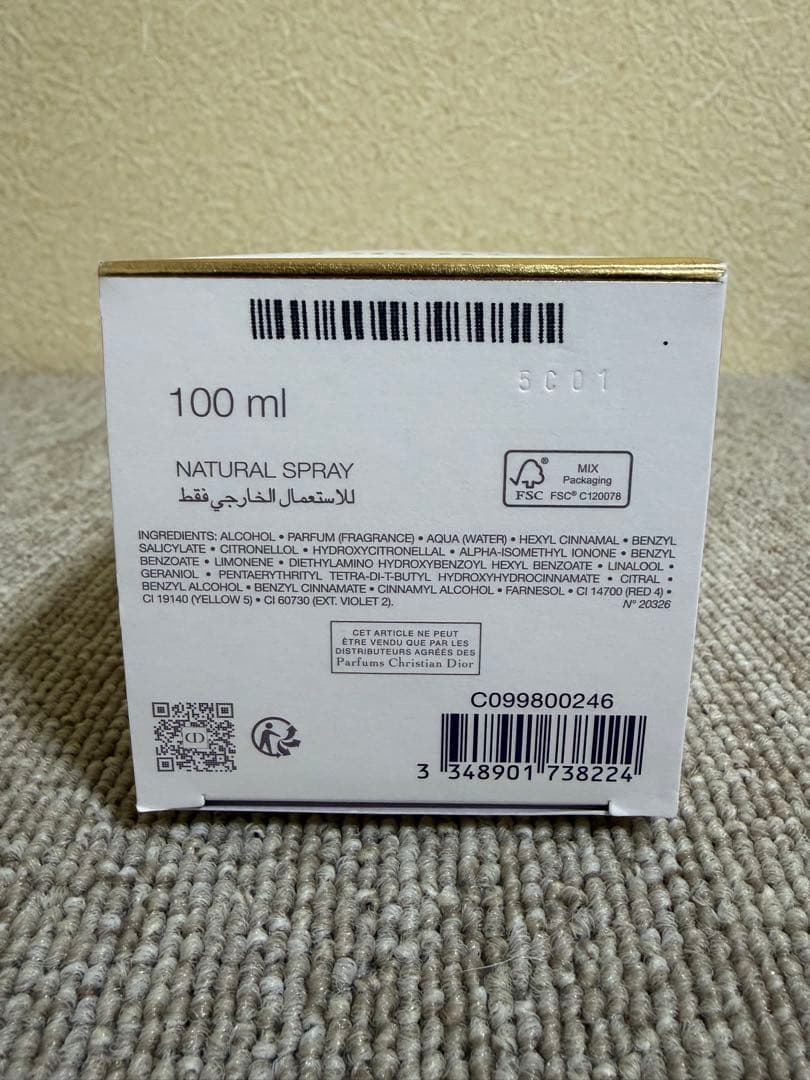 5C01
100 ml
NATURAL SPRAY
للاستعمال الخارجي فقط
MIX
Packaging
FSC® C120078
FSC
INGREDIENTS: ALCOHOL • PARFUM (FRAGRANCE) • AQUA (WATER) • HEXYL CINNAMAL • BENZYL
SALICYLATE • CITRONELLOL • HYDROXYCITRONELLAL • ALPHA-ISOMETHYL IONONE • BENZYL
BENZOATE • LIMONENE • DIETHYLAMINO HYDROXYBENZOYL HEXYL BENZOATE • LINALOOL •
GERANIOL • PENTAERYTHRITYL TETRA-DI-T-BUTYL HYDROXYHYDROCINNAMATE • CITRAL •
BENZYL ALCOHOL • BENZYL CINNAMATE • CINNAMYL ALCOHOL • FARNESOL • CI 14700 (RED 4) •
CI 19140 (YELLOW 5) • CI 60730 (EXT. VIOLET 2). N° 20326
CET ARTICLE NE PEUT
ÊTRE VENDU QUE PAR LES
DISTRIBUTEURS AGRÉÉS DES
Parfums Christian Dior
CD
C099800246
3 348901 738224